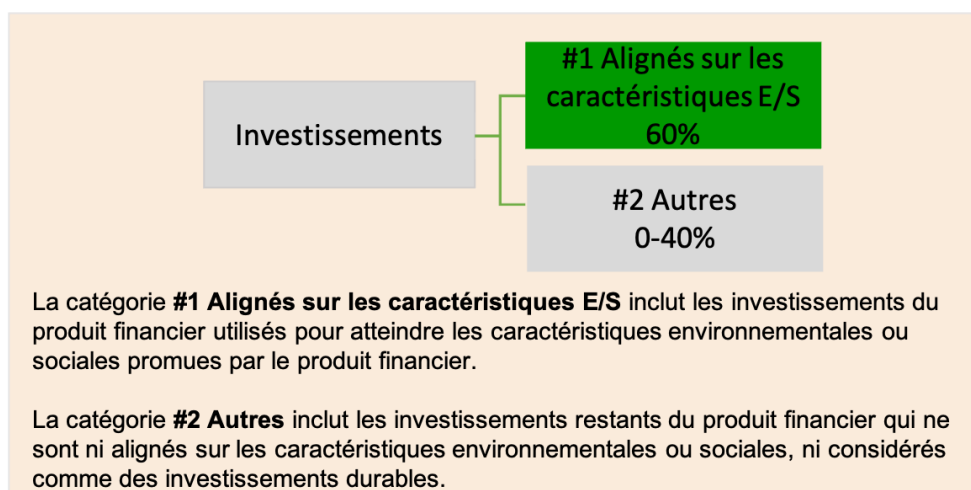 #1 Alignés sur les
caractéristiques E/S
60%
Investissements
#2 Autres
0-40%
La catégorie #1 Alignés sur les caractéristiques E/S inclut les investissements du
produit financier utilisés pour atteindre les caractéristiques environnementales ou
sociales promues par le produit financier.
La catégorie #2 Autres inclut les investissements restants du produit financier qui ne
sont ni alignés sur les caractéristiques environnementales ou sociales, ni considérés
comme des investissements durables.